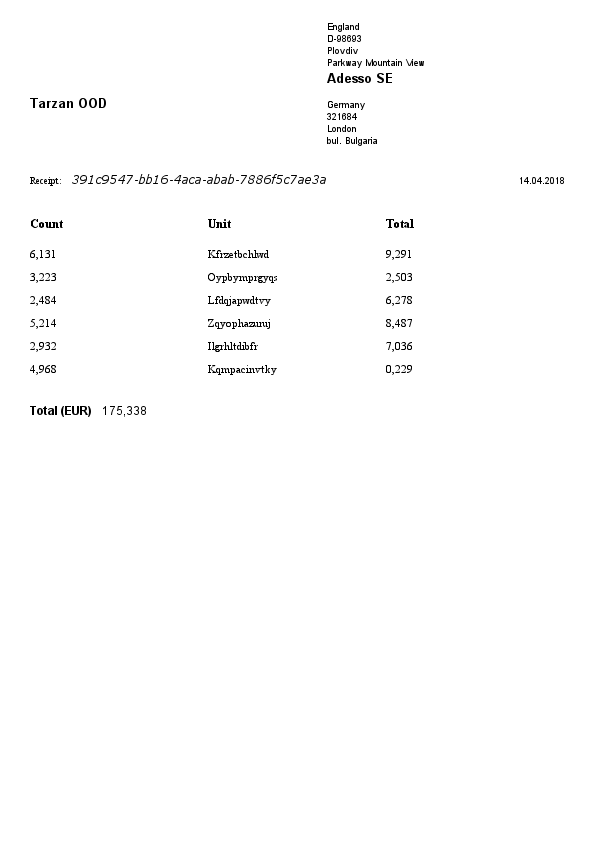 England
D-98693
Plovdiv
Parkway Mountain View
Adesso SE
Tarzan OOD
Germany
321684
London
bul. Bulgaria
Receipt: 391c9547-bb16-4aca-abab-7886f5c7ae3a 14.04.2018
Count Unit Total
6,131 Kfrzetbchlwd 9,291
3,223 Oypbymprgyqs 2,503
2,484 Lfdqjapwdtvy 6,278
5,214 Zqyophazuruj 8,487
2,932 Ilgrhltdibfr 7,036
4,968 Kqmpacinvtky 0,229
Total (EUR) 175,338